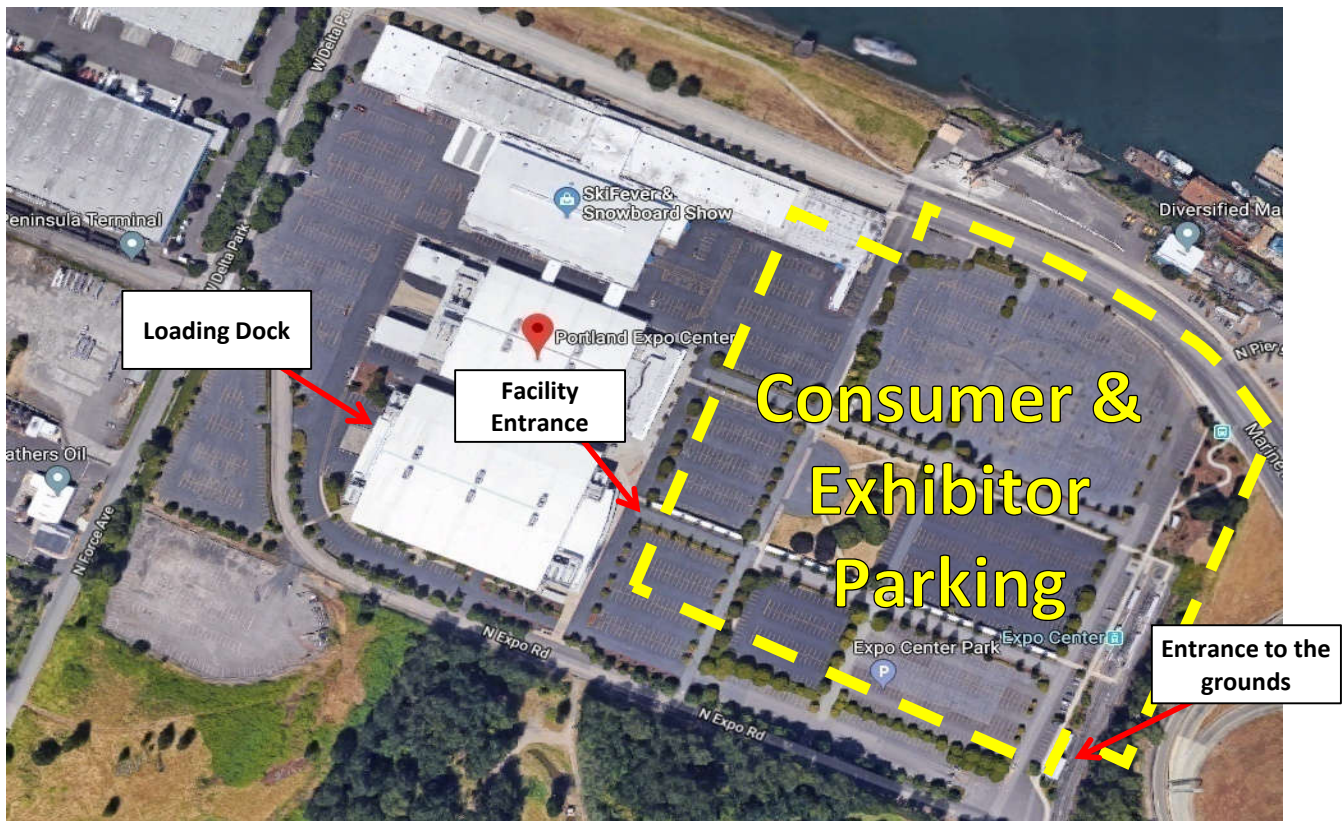 W Delta Park
SkiFever &
Snowboard Show
Peninsula Terminal
Diversified Ma
W Delta Park
Loading Dock
Portland Expo Center
N Pier
Facility
Entrance
Consumer &
Exhibitor
Parking
athers Oil
Marine
N Force Ave
Expo Center
Expo Center Park
P
N Expo Rd
Entrance to the
grounds
N Expo Rd